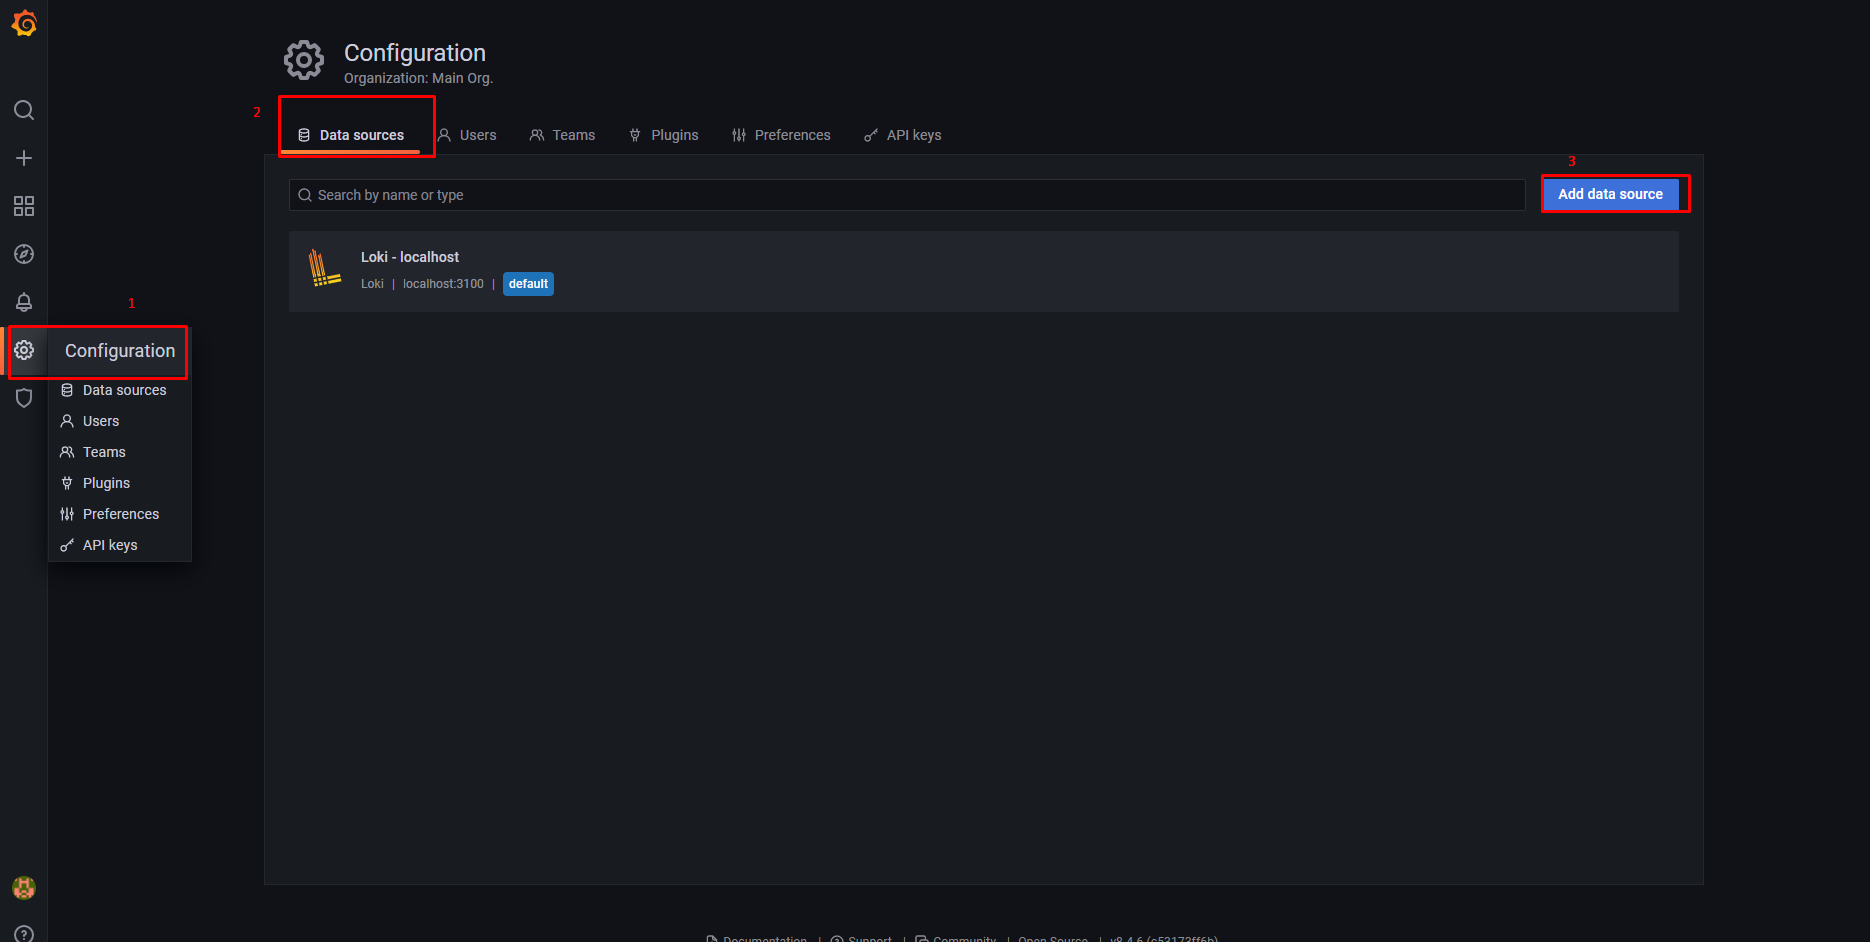 Configuration
Organization: Main Org.
2
Data sources
Users
Teams
Plugins
Preferences
API keys
3
Search by name or type
Add data source
Loki - localhost
Loki | localhost:3100 | default
1
Configuration
Data sources
Users
Teams
Plugins
Preferences
API keys
Documentation | Support | Community | Open Source | v8.4.6 (c53173ff6b)